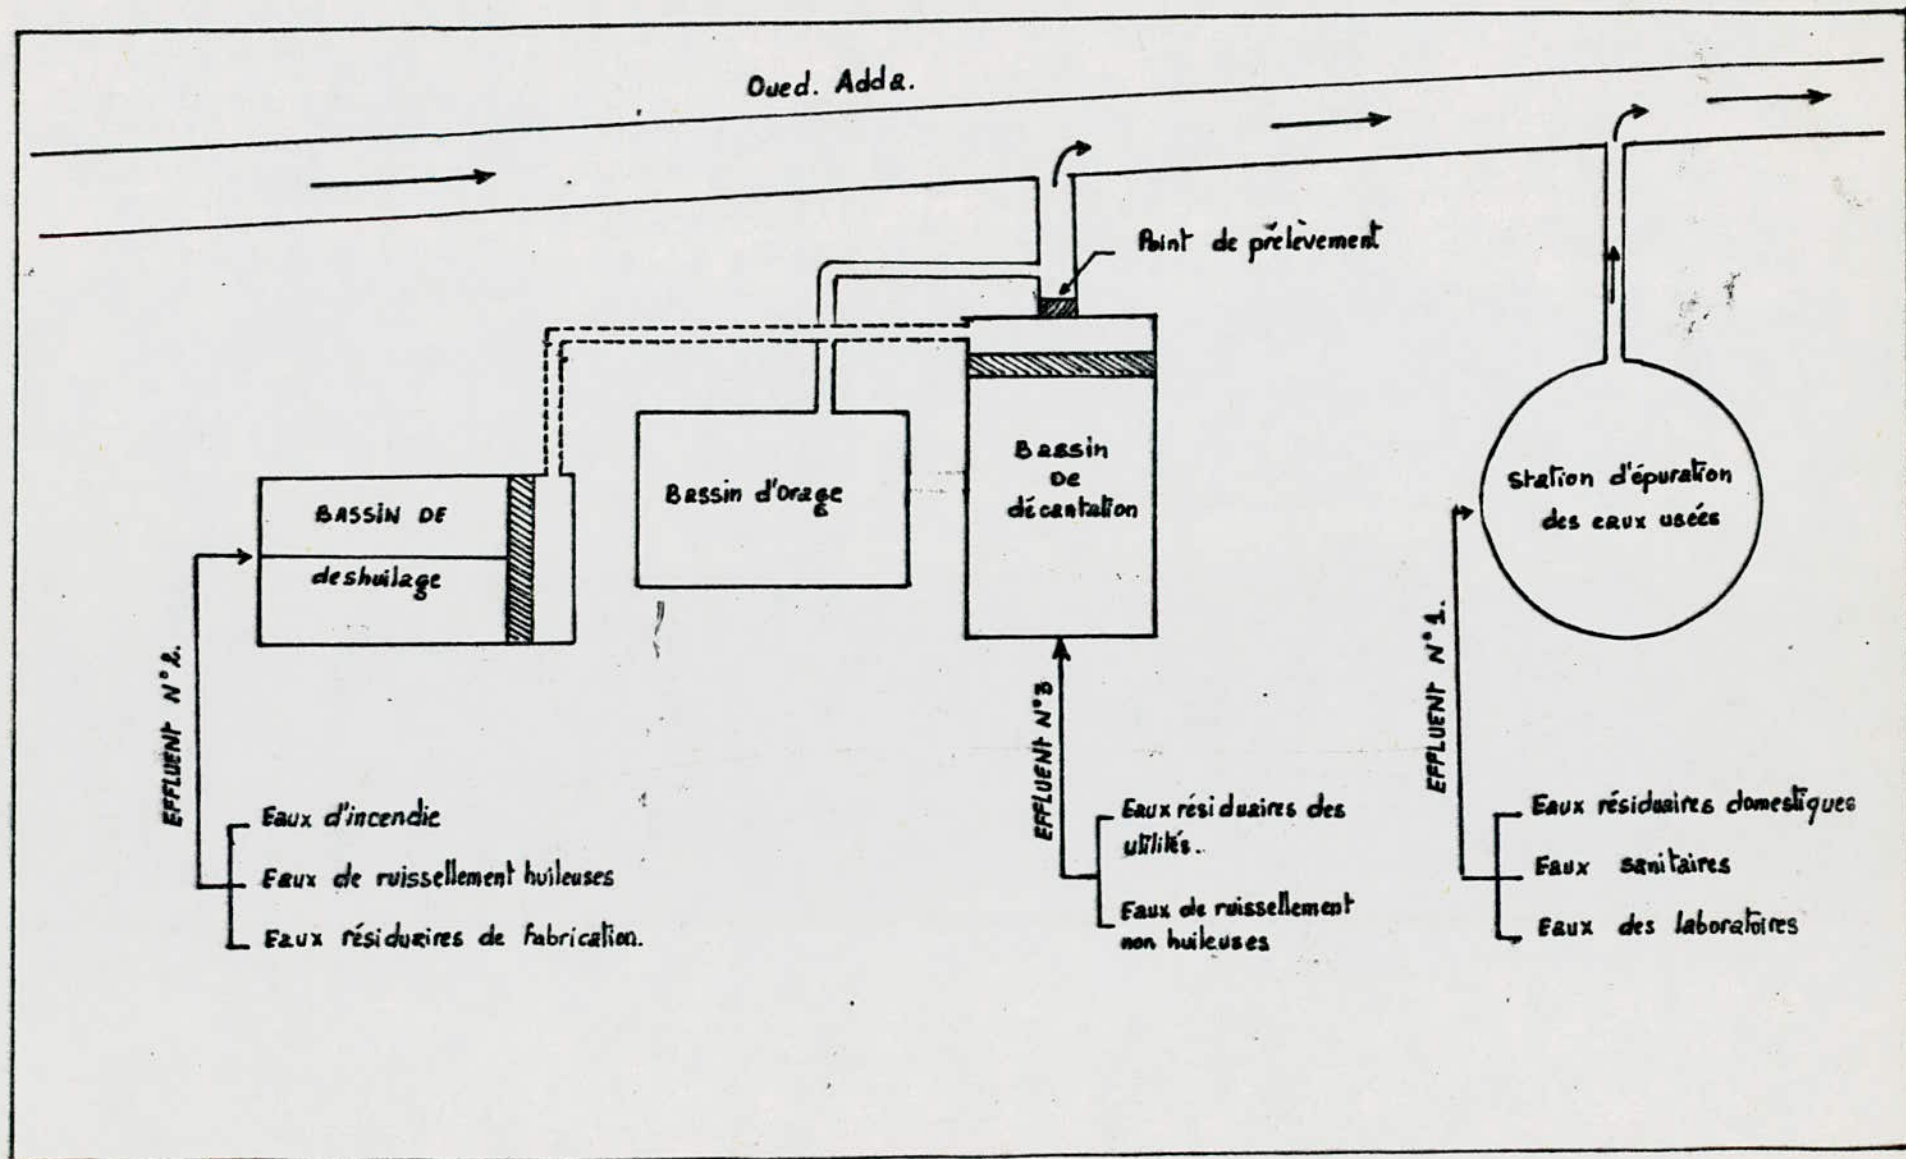 Oued. Adda.
Point de prélèvement
BASSIN DE
deshuilage
Bassin d'Orage
Bassin
De
décantation
Station d'épuration
des eaux usées
EFFLUENT N° 2.
Eaux d'incendie
Eaux de ruissellement huileuses
Eaux résiduaires de fabrication.
EFFLUENT N° 3
Eaux résiduaires des
utilités.
Eaux de ruissellement
non huileuses
EFFLUENT N° 1.
Eaux résiduaires domestiques
Eaux sanitaires
Eaux des laboratoires